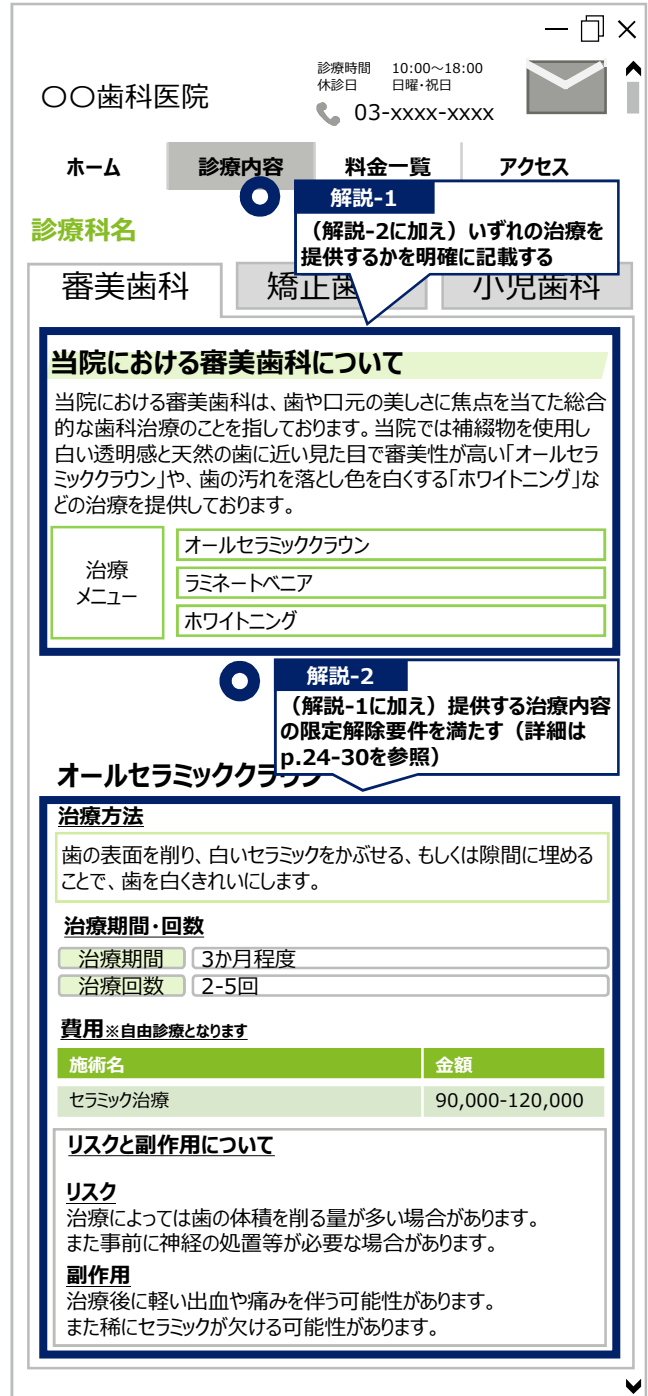 〇〇歯科医院
診療時間 10:00～18:00
休診日 日曜・祝日
03-xxxx-xxxx
ホーム 診療内容 料金一覧 アクセス
解説-1
（解説-2に加え）いずれの治療を
提供するかを明確に記載する
診療科名
審美歯科 矯正歯 小児歯科
当院における審美歯科について
当院における審美歯科は、歯や口元の美しさに焦点を当てた総合
的な歯科治療のことを指しております。当院では補綴物を使用し
白い透明感と天然の歯に近い見た目で審美性が高い「オールセラ
ミッククラウン」や、歯の汚れを落とし色を白くする「ホワイトニング」な
どの治療を提供しております。
治療
メニュー
オールセラミッククラウン
ラミネートベニア
ホワイトニング
解説-2
（解説-1に加え）提供する治療内容
の限定解除要件を満たす（詳細は
p.24-30を参照）
オールセラミッククラウン
治療方法
歯の表面を削り、白いセラミックをかぶせる、もしくは隙間に埋める
ことで、歯を白くきれいにします。
治療期間・回数
治療期間 3か月程度
治療回数 2-5回
費用※自由診療となります
施術名 金額
セラミック治療 90,000-120,000
リスクと副作用について
リスク
治療によっては歯の体積を削る量が多い場合があります。
また事前に神経の処置等が必要な場合があります。
副作用
治療後に軽い出血や痛みを伴う可能性があります。
また稀にセラミックが欠ける可能性があります。